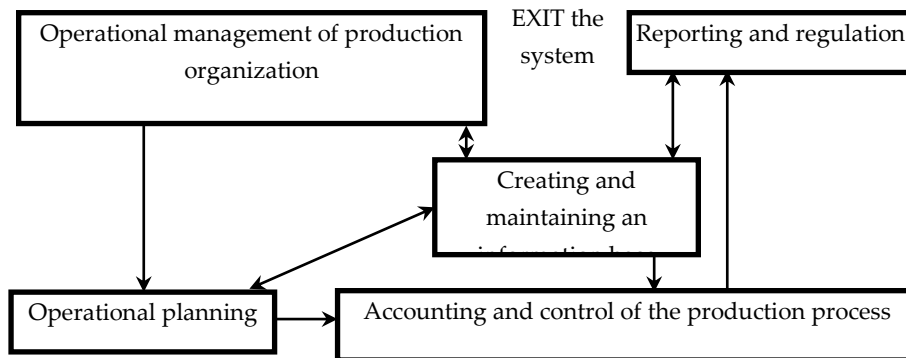 Operational management of production
organization
EXIT the
system
Reporting and regulation
Creating and
maintaining an
Operational planning
Accounting and control of the production process